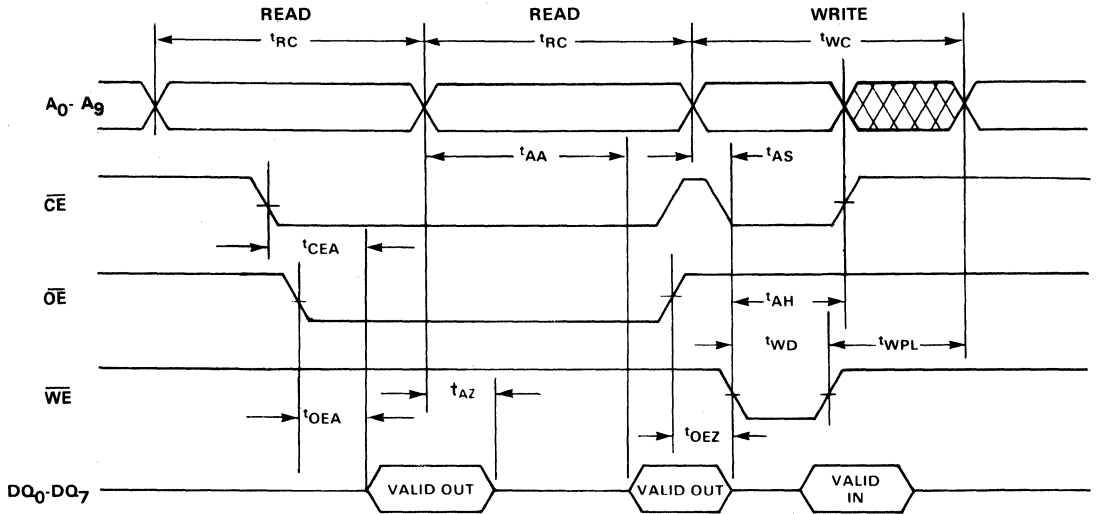 READ READ WRITE
tRC tRC tWC
A0- A9
tAA tAS
CE
tCEA
OE
tAH
tWD tWPL
WE
tAZ
tOEA
tOEZ
DQ0-DQ7 VALID OUT VALID OUT VALID
IN